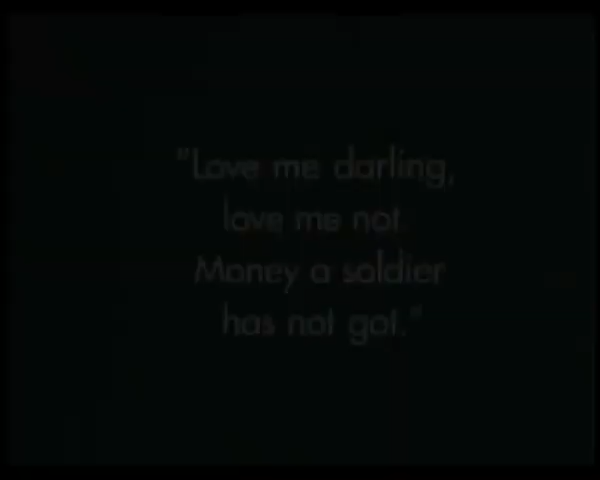 "Love me darling,
love me not
Money a soldier
has not got."